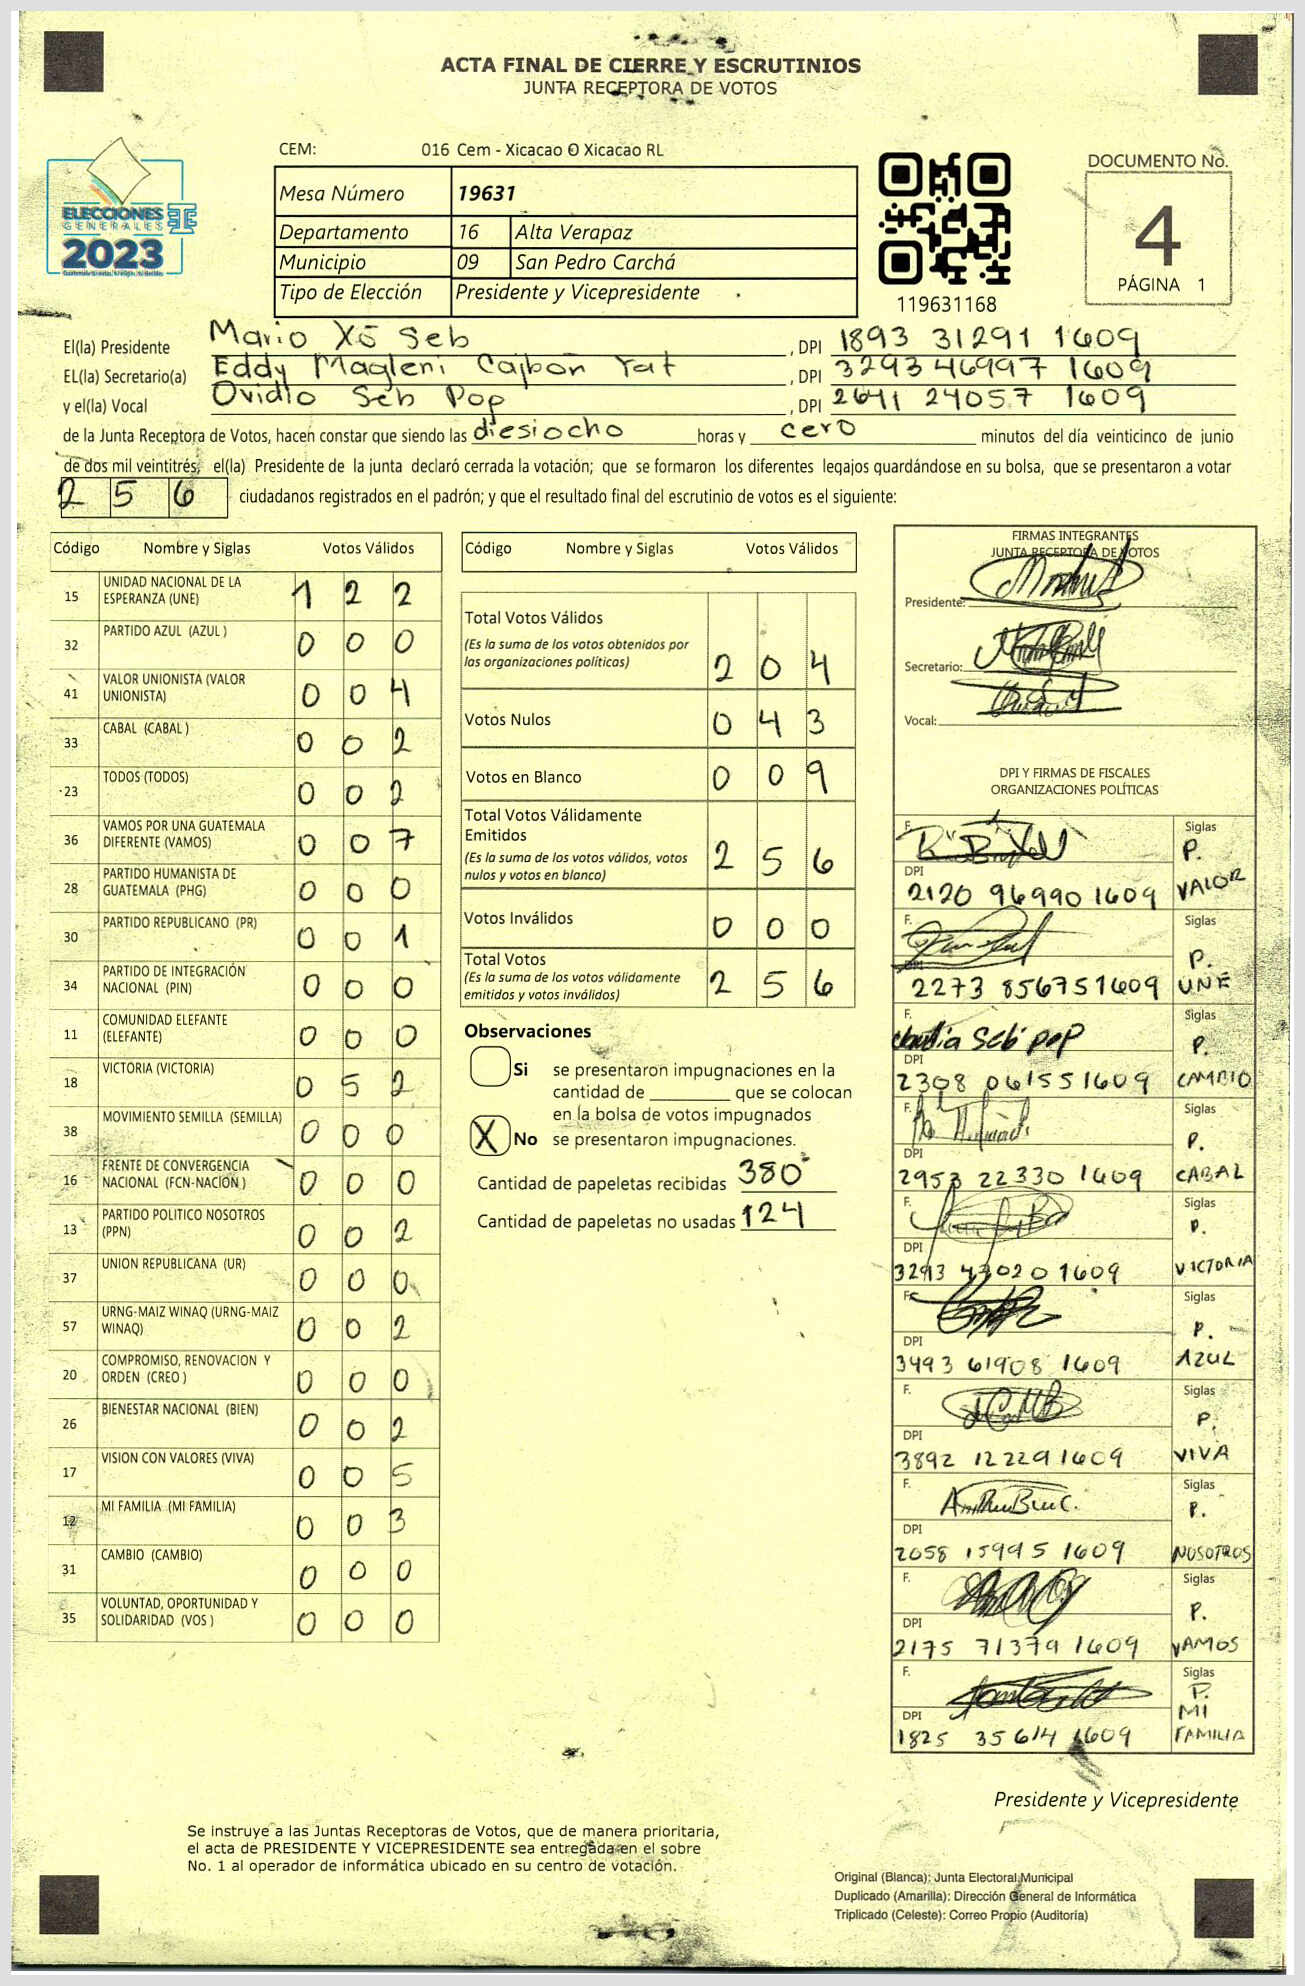 ACTA FINAL DE CIERRE Y ESCRUTINIOS
JUNTA RECEPTORA DE VOTOS
CEM: 016 Cem - Xicacao O Xicacao RL
ELECCIONES
GENERALES
2023
Mesa Número 19631
Departamento 16 Alta Verapaz
Municipio 09 San Pedro Carchá
Tipo de Elección Presidente y Vicepresidente
119631168
DOCUMENTO No.
4
PÁGINA 1
El(la) Presidente Mario Xó Seb , DPI 1893 31291 1609
EL(la) Secretario(a) Eddy Magleni Cajbon Yat , DPI 3293 46997 1609
y el(la) Vocal Ovidio Seb Pop , DPI 2641 24057 1609
de la Junta Receptora de Votos, hacen constar que siendo las diesiocho horas y cero minutos del día veinticinco de junio
de dos mil veintitrés, el(la) Presidente de la junta declaró cerrada la votación; que se formaron los diferentes legajos guardándose en su bolsa, que se presentaron a votar
2 5 6 ciudadanos registrados en el padrón; y que el resultado final del escrutinio de votos es el siguiente:
Código Nombre y Siglas Votos Válidos
15 UNIDAD NACIONAL DE LA ESPERANZA (UNE) 1 2 2
32 PARTIDO AZUL (AZUL ) 0 0 0
41 VALOR UNIONISTA (VALOR UNIONISTA) 0 0 4
33 CABAL (CABAL ) 0 0 2
23 TODOS (TODOS) 0 0 2
36 VAMOS POR UNA GUATEMALA DIFERENTE (VAMOS) 0 0 7
28 PARTIDO HUMANISTA DE GUATEMALA (PHG) 0 0 0
30 PARTIDO REPUBLICANO (PR) 0 0 1
34 PARTIDO DE INTEGRACIÓN NACIONAL (PIN) 0 0 0
11 COMUNIDAD ELEFANTE (ELEFANTE) 0 0 0
18 VICTORIA (VICTORIA) 0 5 2
38 MOVIMIENTO SEMILLA (SEMILLA) 0 0 0
16 FRENTE DE CONVERGENCIA NACIONAL (FCN-NACION ) 0 0 0
13 PARTIDO POLITICO NOSOTROS (PPN) 0 0 2
37 UNION REPUBLICANA (UR) 0 0 0
57 URNG-MAIZ WINAQ (URNG-MAIZ WINAQ) 0 0 2
20 COMPROMISO, RENOVACION Y ORDEN (CREO ) 0 0 0
26 BIENESTAR NACIONAL (BIEN) 0 0 2
17 VISION CON VALORES (VIVA) 0 0 5
12 MI FAMILIA (MI FAMILIA) 0 0 3
31 CAMBIO (CAMBIO) 0 0 0
35 VOLUNTAD, OPORTUNIDAD Y SOLIDARIDAD (VOS ) 0 0 0
Código Nombre y Siglas Votos Válidos
Total Votos Válidos
(Es la suma de los votos obtenidos por
las organizaciones políticas) 2 0 4
Votos Nulos 0 4 3
Votos en Blanco 0 0 9
Total Votos Válidamente
Emitidos
(Es la suma de los votos válidos, votos
nulos y votos en blanco) 2 5 6
Votos Inválidos 0 0 0
Total Votos
(Es la suma de los votos válidamente
emitidos y votos inválidos) 2 5 6
Observaciones
Si se presentaron impugnaciones en la
cantidad de ________ que se colocan
en la bolsa de votos impugnados
X No se presentaron impugnaciones.
Cantidad de papeletas recibidas 380
Cantidad de papeletas no usadas 124
FIRMAS INTEGRANTES
JUNTA RECEPTORA DE VOTOS
Presidente:
Secretario:
Vocal:
DPI Y FIRMAS DE FISCALES
ORGANIZACIONES POLÍTICAS
F. Siglas
DPI P.
2120 96990 1609 VALOR
F. Siglas
DPI P.
2273 85675 1609 UNE
F. Siglas
Claudia Seb pop
DPI P.
2308 06155 1609 CAMBIO
F. Siglas
DPI P.
2953 22330 1609 CABAL
F. Siglas
DPI P.
3293 43020 1609 VICTORIA
F. Siglas
DPI P.
3493 61908 1609 AZUL
F. Siglas
DPI P.
3892 12229 1609 VIVA
F. Siglas
DPI P.
2058 15995 1609 NOSOTROS
F. Siglas
DPI P.
2175 71379 1609 VAMOS
F. Siglas
P.
DPI MI
1825 35614 1609 FAMILIA
Presidente y Vicepresidente
Se instruye a las Juntas Receptoras de Votos, que de manera prioritaria,
el acta de PRESIDENTE Y VICEPRESIDENTE sea entregada en el sobre
No. 1 al operador de informática ubicado en su centro de votación.
Original (Blanca): Junta Electoral Municipal
Duplicado (Amarilla): Dirección General de Informática
Triplicado (Celeste): Correo Propio (Auditoría)